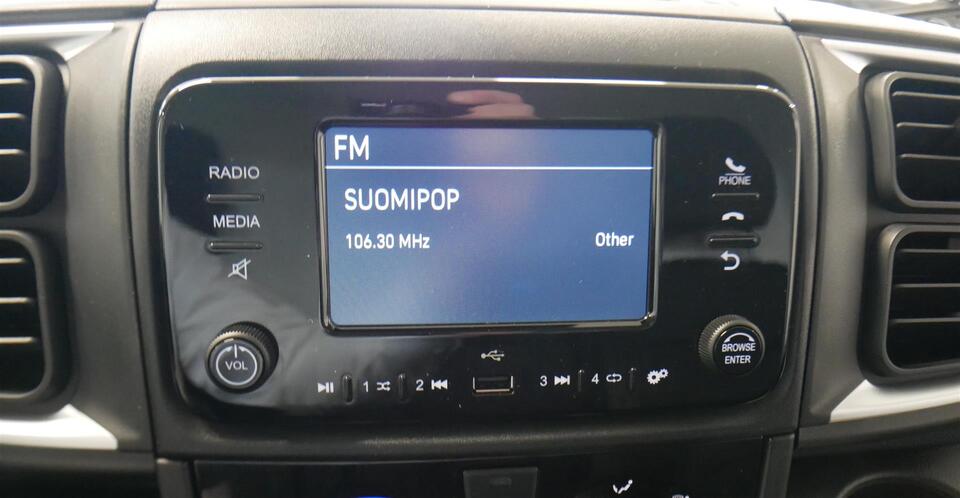 FM
RADIO
PHONE
SUOMIPOP
MEDIA
106.30 MHz Other
VOL
BROWSE
ENTER
1 2 3 4